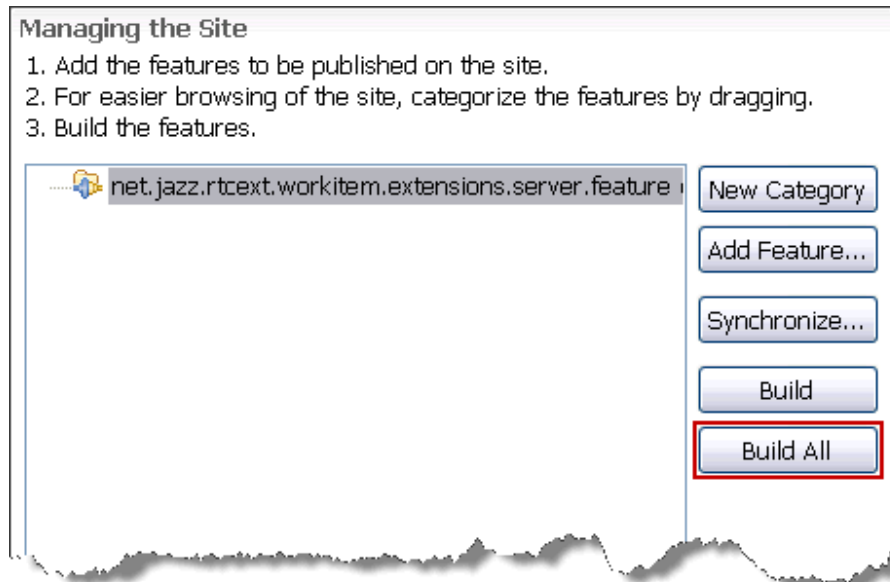 Managing the Site
1. Add the features to be published on the site.
2. For easier browsing of the site, categorize the features by dragging.
3. Build the features.
net.jazz.rtcext.workitem.extensions.server.feature
New Category
Add Feature...
Synchronize...
Build
Build All